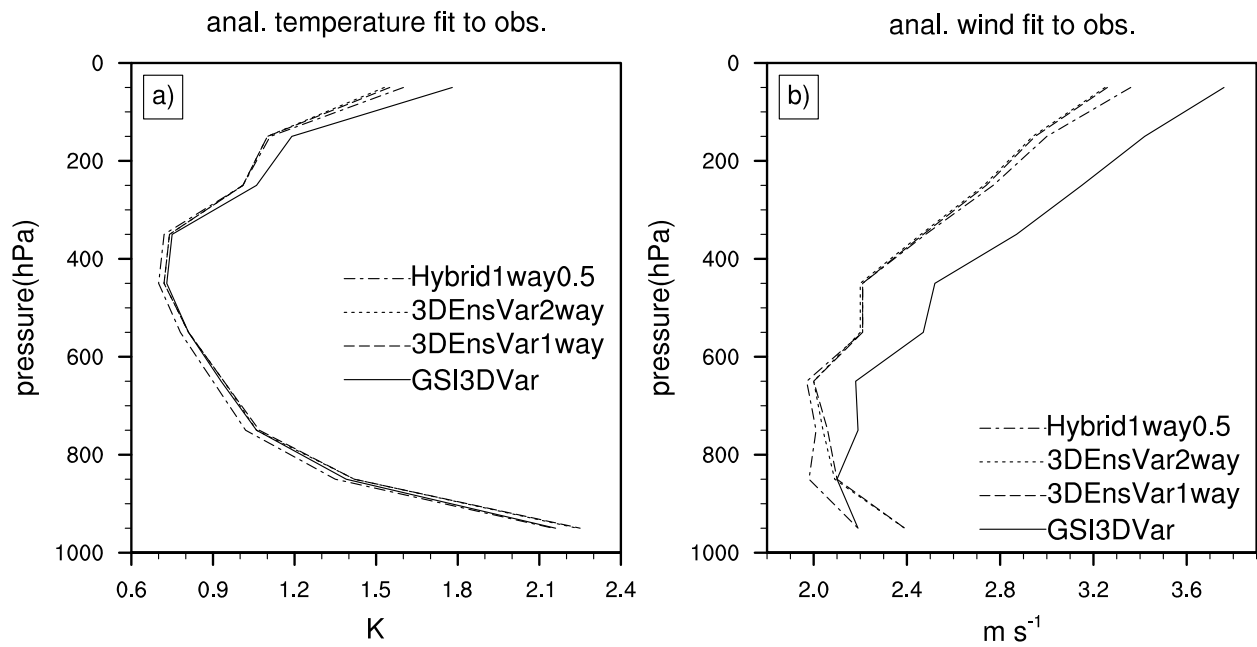 anal. temperature fit to obs.
a)
pressure(hPa)
0
200
400
600
800
1000
Hybrid1way0.5
3DEnsVar2way
3DEnsVar1way
GSI3DVar
0.6 0.9 1.2 1.5 1.8 2.1 2.4
K
anal. wind fit to obs.
b)
pressure(hPa)
0
200
400
600
800
1000
Hybrid1way0.5
3DEnsVar2way
3DEnsVar1way
GSI3DVar
2.0 2.4 2.8 3.2 3.6
m s⁻¹